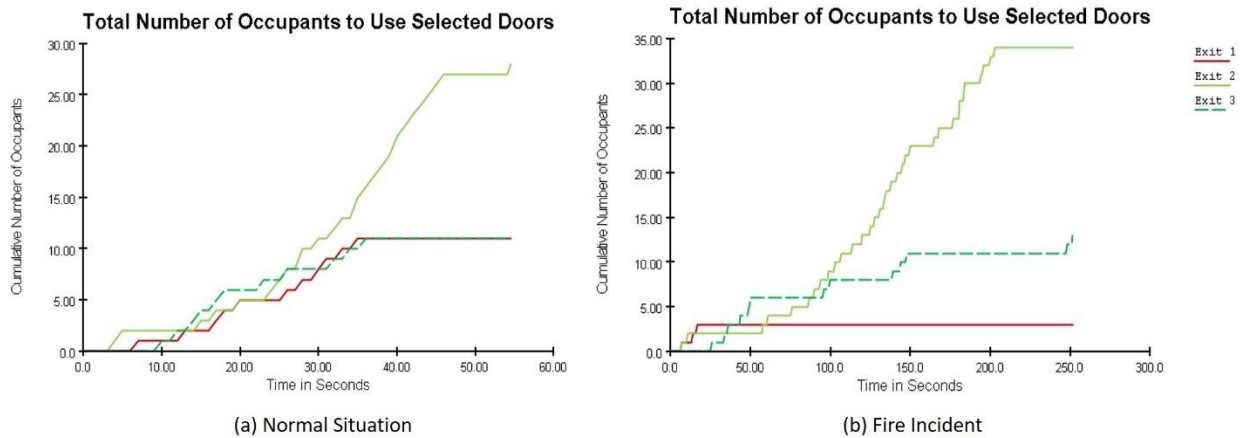 Total Number of Occupants to Use Selected Doors
30.00
25.00
20.00
15.00
10.00
5.00
0.0
Cumulative Number of Occupants
0.0 10.00 20.00 30.00 40.00 50.00 60.00
Time in Seconds
(a) Normal Situation
Total Number of Occupants to Use Selected Doors
35.00
30.00
25.00
20.00
15.00
10.00
5.00
0.0
Cumulative Number of Occupants
0.0 50.0 100.0 150.0 200.0 250.0 300.0
Time in Seconds
(b) Fire Incident
Exit 1
Exit 2
Exit 3